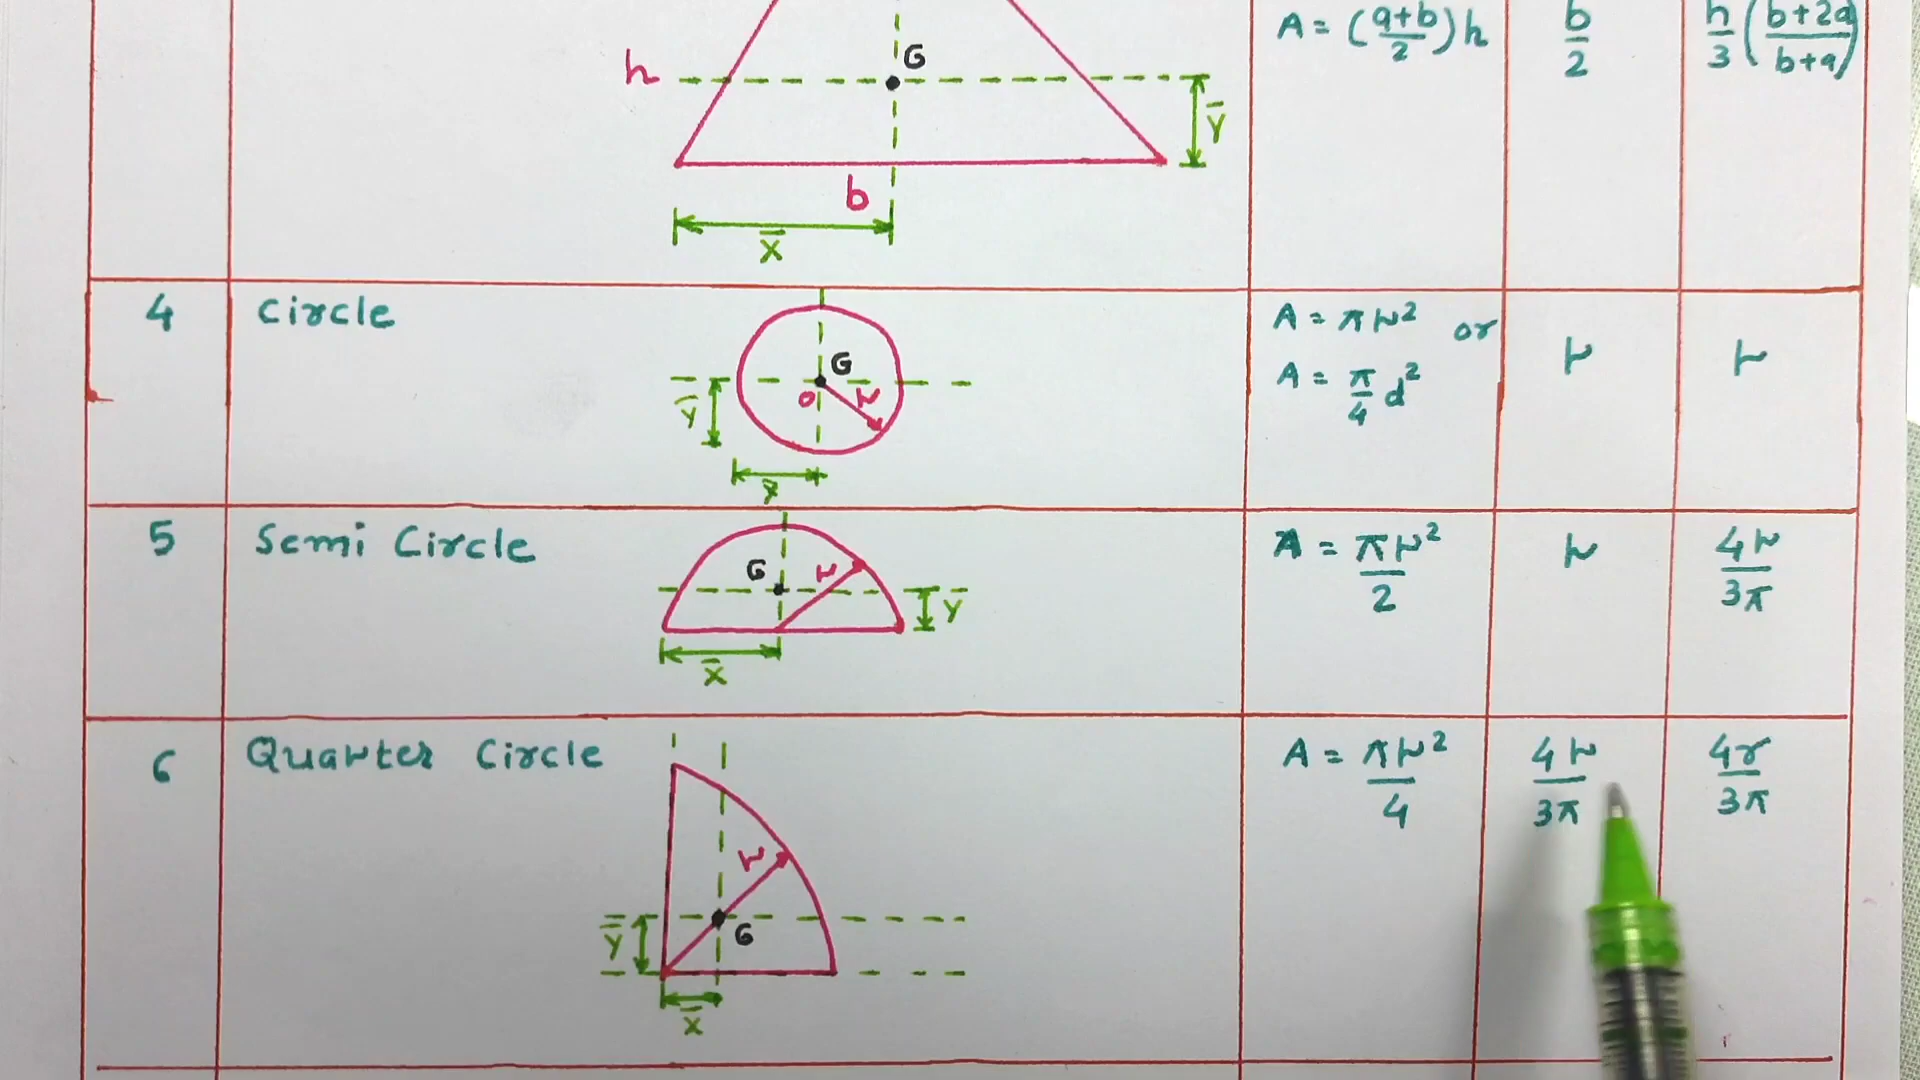 A = (a+b/2)h
b/2
h/3 (b+2a/b+a)
G
h
Y̅
b
X̅
4
Circle
G
O
r
Y̅
X̅
A = πr² or
A = π/4 d²
r
r
5
Semi Circle
G
r
Y̅
X̅
A = πr²/2
r
4r/3π
6
Quarter Circle
r
G
Y̅
X̅
A = πr²/4
4r/3π
4r/3π